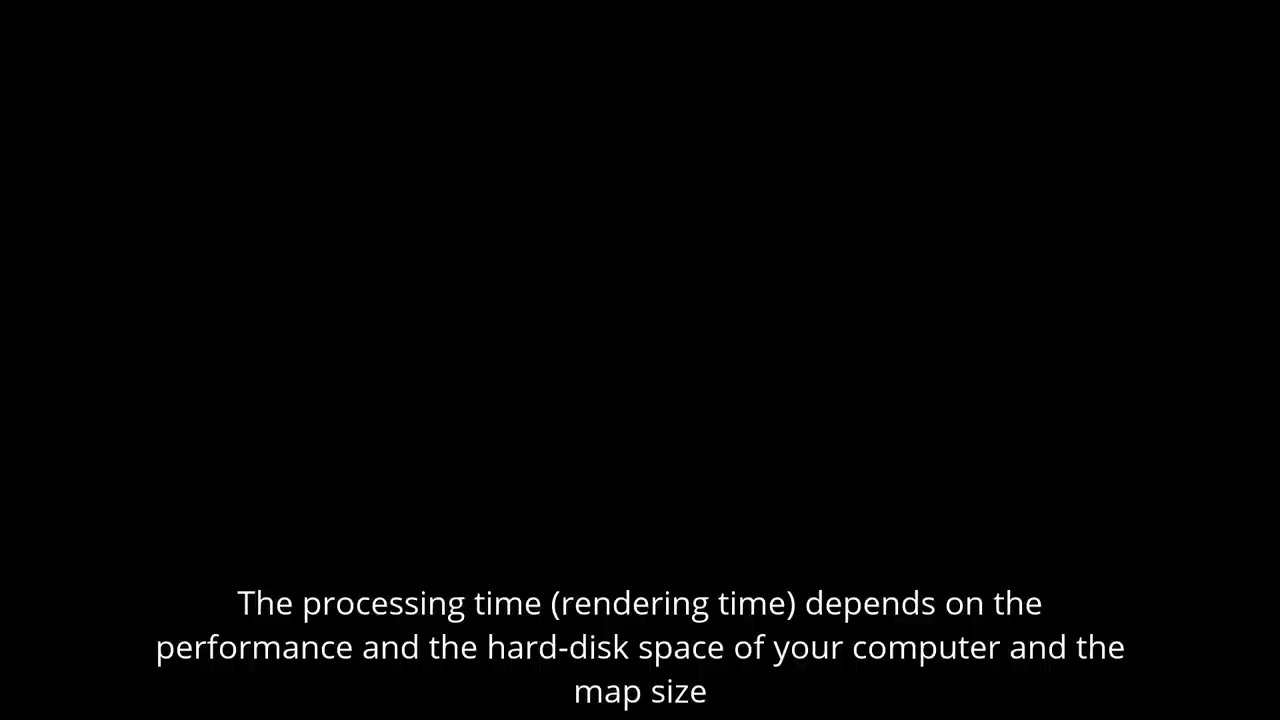 The processing time (rendering time) depends on the
performance and the hard-disk space of your computer and the
map size